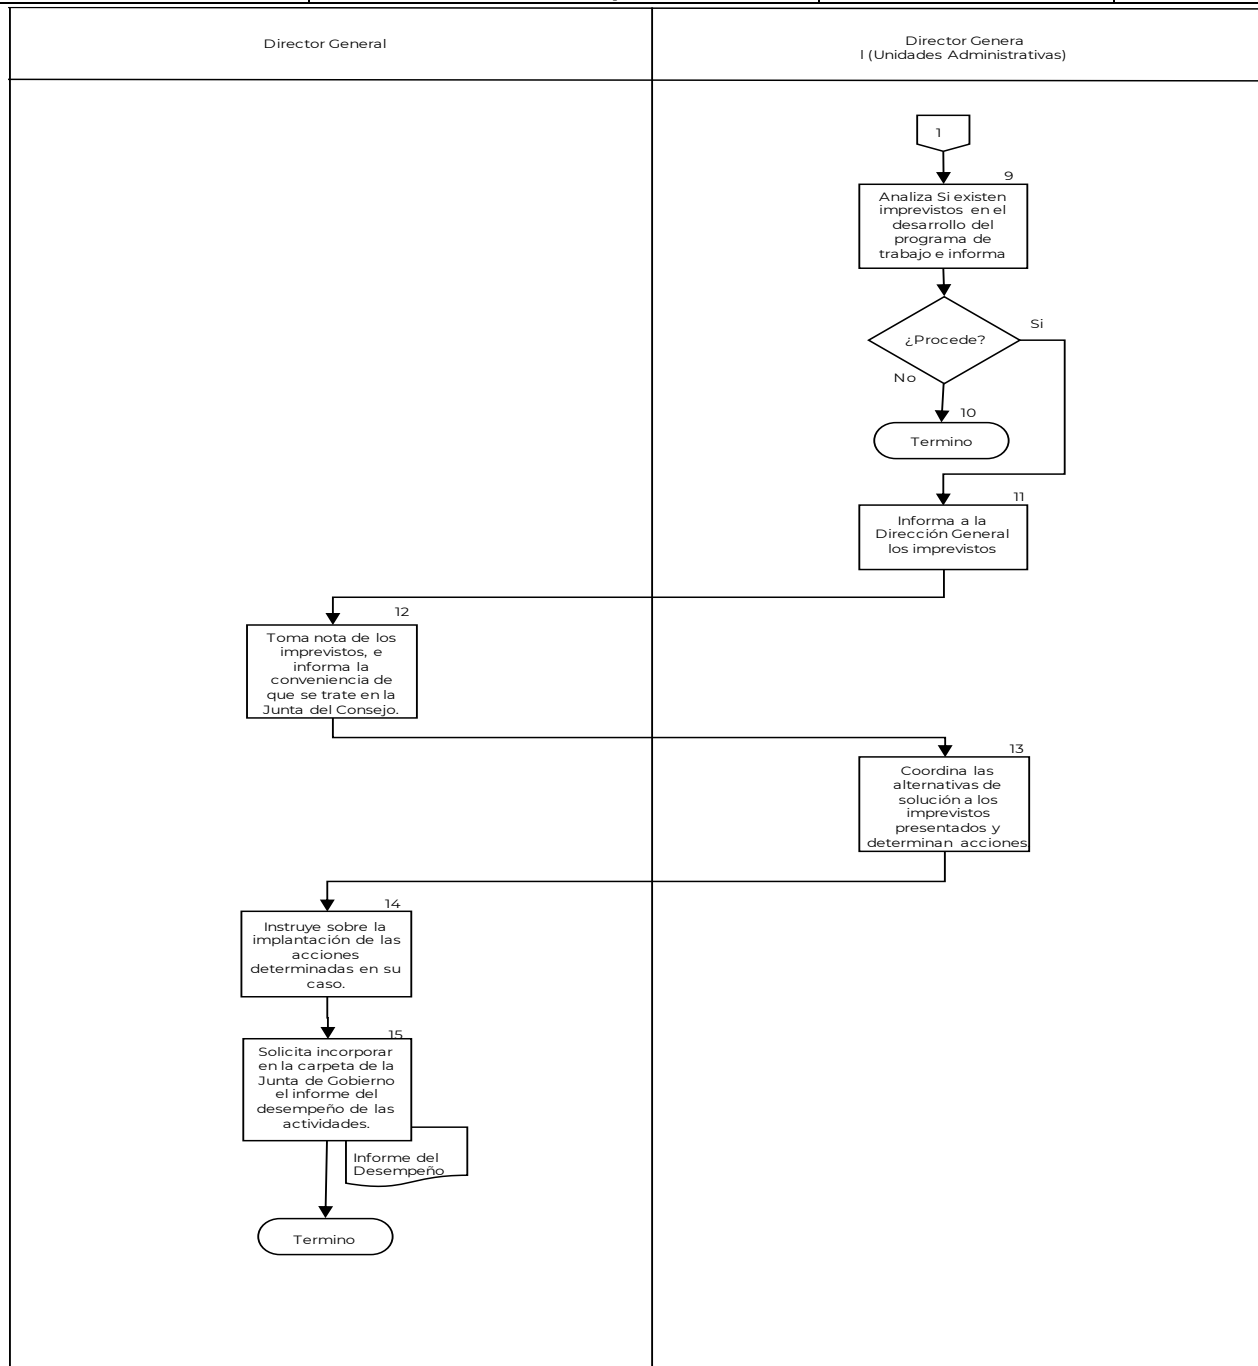 Director General
Director Genera
l (Unidades Administrativas)
1
9
Analiza Si existen
imprevistos en el
desarrollo del
programa de
trabajo e informa
¿Procede?
Si
No
10
Termino
11
Informa a la
Dirección General
los imprevistos
12
Toma nota de los
imprevistos, e
informa la
conveniencia de
que se trate en la
Junta del Consejo.
13
Coordina las
alternativas de
solución a los
imprevistos
presentados y
determinan acciones
14
Instruye sobre la
implantación de las
acciones
determinadas en su
caso.
15
Solicita incorporar
en la carpeta de la
Junta de Gobierno
el informe del
desempeño de las
actividades.
Informe del
Desempeño
Termino